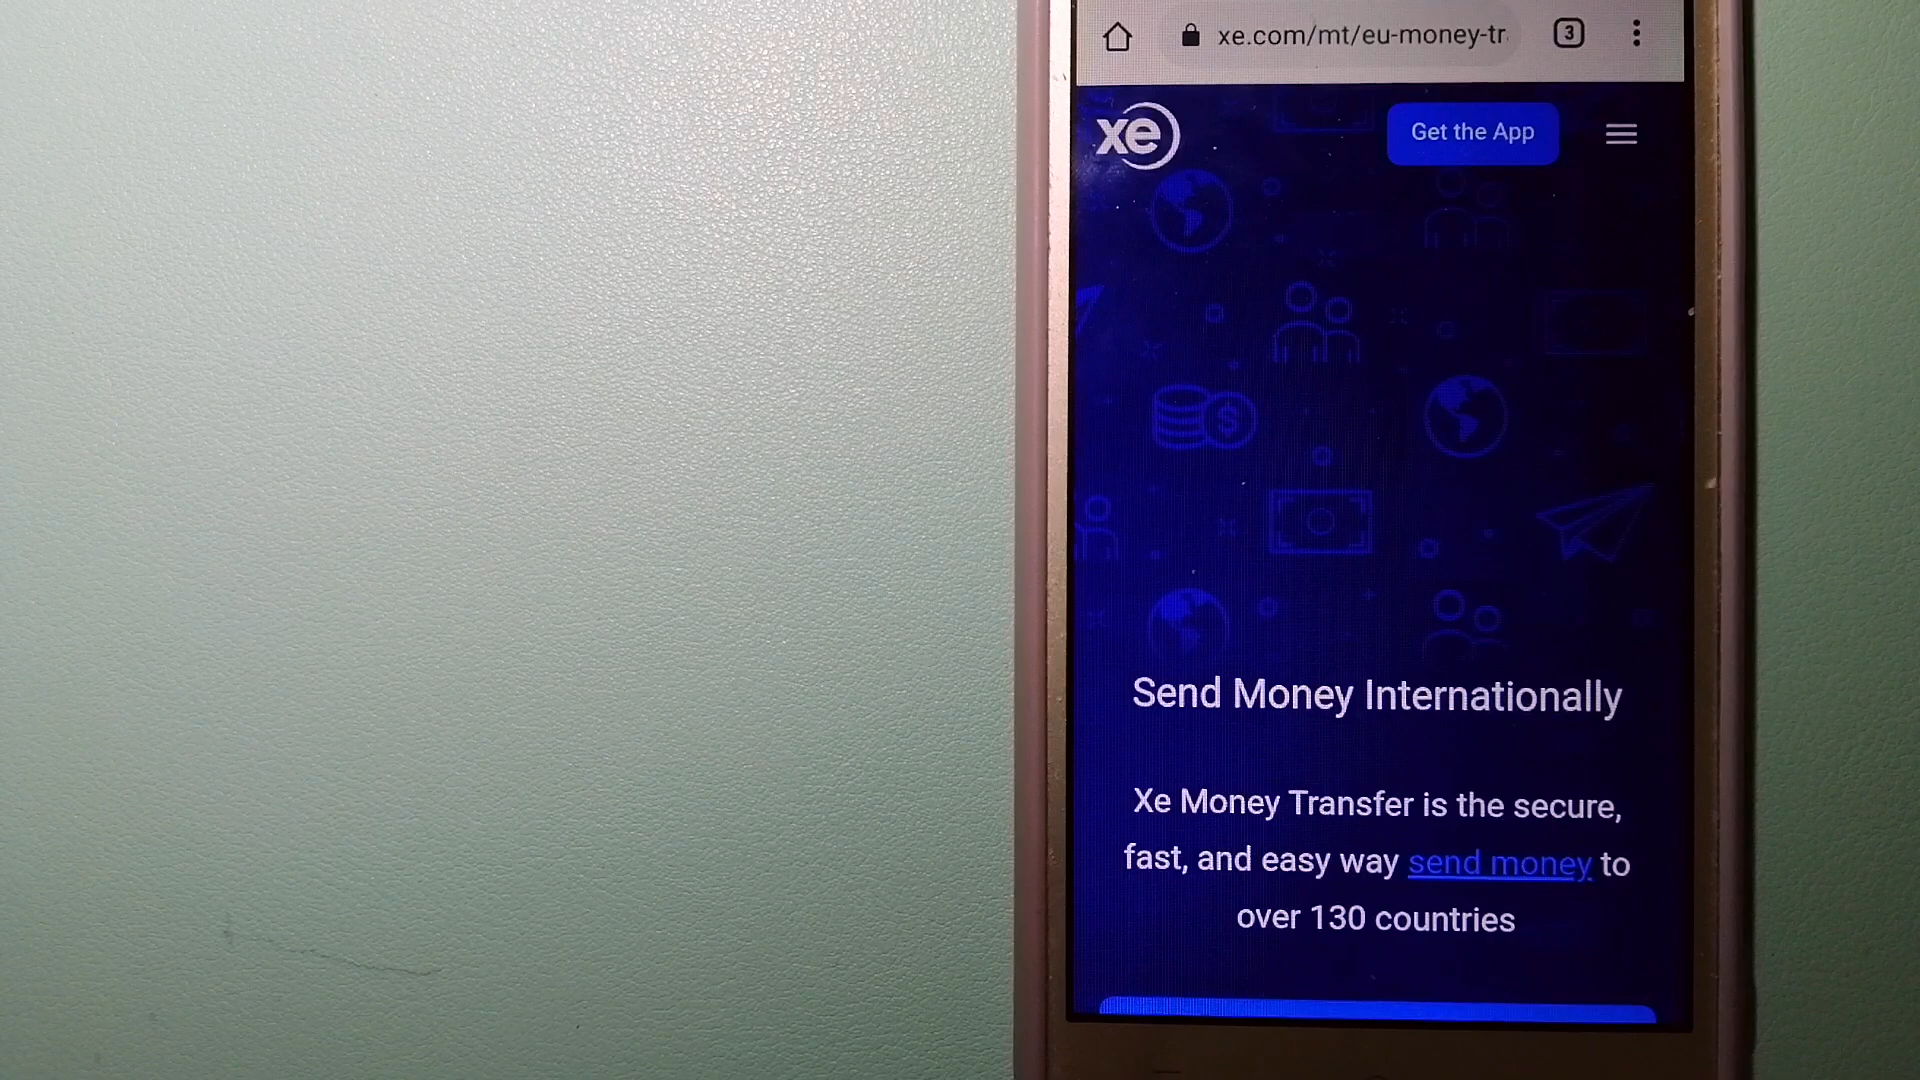 xe.com/mt/eu-money-tr
3
xe
Get the App
Send Money Internationally
Xe Money Transfer is the secure,
fast, and easy way send money to
over 130 countries